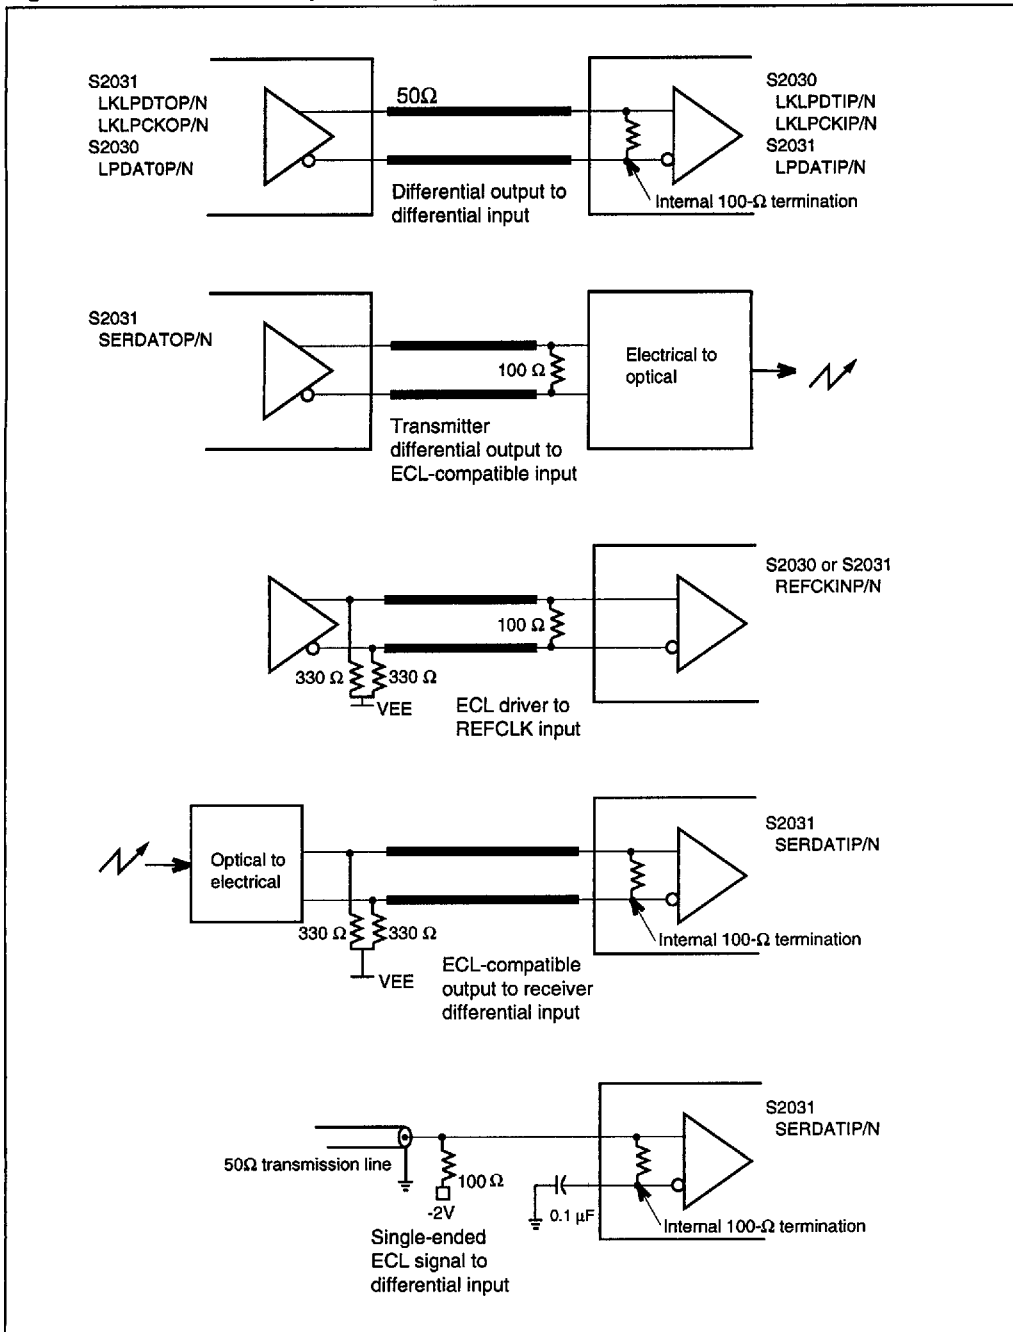 S2031
LKLPDTOP/N
LKLPCKOP/N
S2030
LPDAT0P/N
50Ω
Differential output to
differential input
S2030
LKLPDTIP/N
LKLPCKIP/N
S2031
LPDATIP/N
Internal 100-Ω termination
S2031
SERDATOP/N
100 Ω
Transmitter
differential output to
ECL-compatible input
Electrical to
optical
330 Ω
330 Ω
VEE
100 Ω
ECL driver to
REFCLK input
S2030 or S2031
REFCKINP/N
Optical to
electrical
330 Ω
330 Ω
VEE
ECL-compatible
output to receiver
differential input
S2031
SERDATIP/N
Internal 100-Ω termination
50Ω transmission line
100 Ω
-2V
Single-ended
ECL signal to
differential input
0.1 µF
S2031
SERDATIP/N
Internal 100-Ω termination